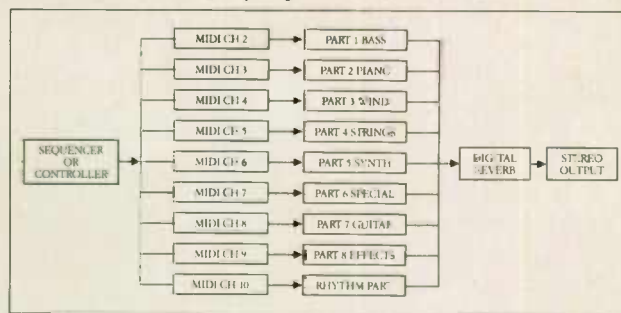 MIDI CH 2
PART 1 BASS
MIDI CH 3
PART 2 PIANO
MIDI CH 4
PART 3 WIND
MIDI CH 5
PART 4 STRINGS
SEQUENCER
OR
CONTROLLER
MIDI CH 6
PART 5 SYNTH
DIGITAL
REVERB
STEREO
OUTPUT
MIDI CH 7
PART 6 SPECIAL
MIDI CH 8
PART 7 GUITAR
MIDI CH 9
PART 8 EFFECTS
MIDI CH 10
RHYTHM PART